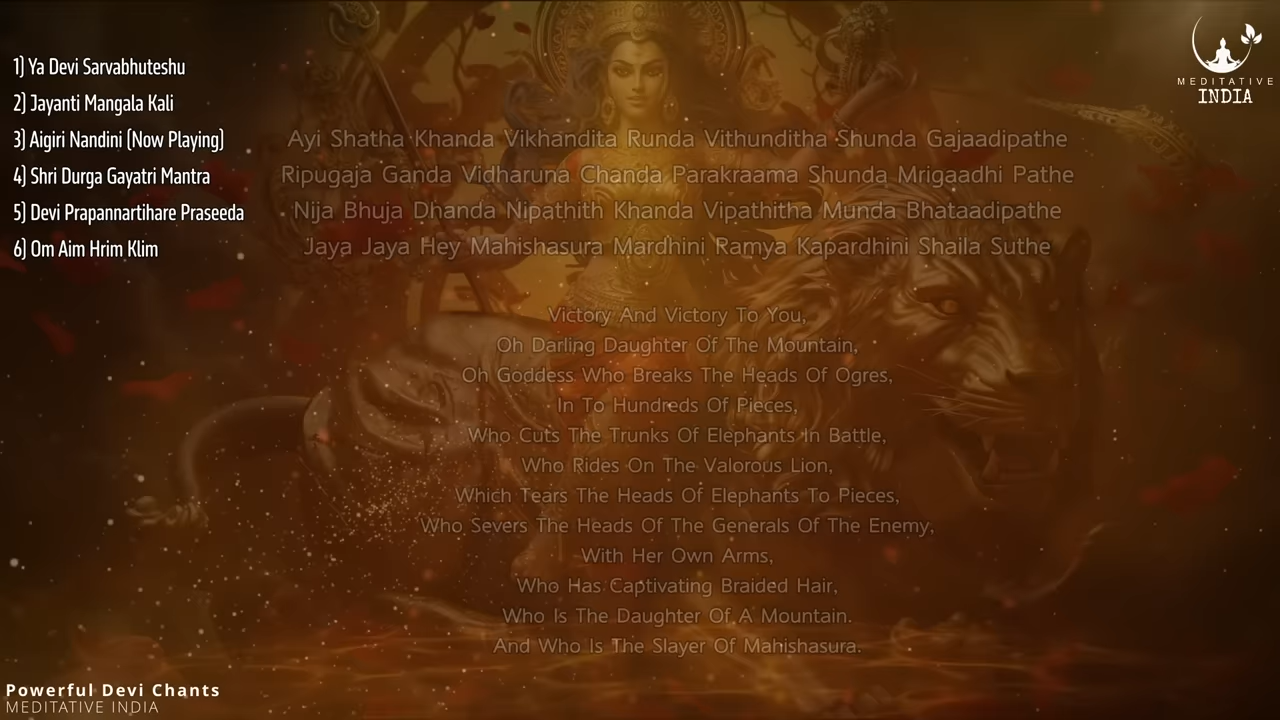 1) Ya Devi Sarvabhuteshu
2) Jayanti Mangala Kali
3) Aigiri Nandini (Now Playing)
4) Shri Durga Gayatri Mantra
5) Devi Prapannartihare Praseeda
6) Om Aim Hrim Klim
MEDITATIVE
INDIA
Ayi Shatha Khanda Vikhandita Runda Vithunditha Shunda Gajaadipathe
Ripugaja Ganda Vidharuna Chanda Parakraama Shunda Mrigaadhi Pathe
Nija Bhuja Dhanda Nipathith Khanda Vipathitha Munda Bhataadipathe
Jaya Jaya Hey Mahishasura Mardhini Ramya Kapardhini Shaila Suthe
Victory And Victory To You,
Oh Darling Daughter Of The Mountain,
Oh Goddess Who Breaks The Heads Of Ogres,
In To Hundreds Of Pieces,
Who Cuts The Trunks Of Elephants In Battle,
Who Rides On The Valorous Lion,
Which Tears The Heads Of Elephants To Pieces,
Who Severs The Heads Of The Generals Of The Enemy,
With Her Own Arms,
Who Has Captivating Braided Hair,
Who Is The Daughter Of A Mountain.
And Who Is The Slayer Of Mahishasura.
Powerful Devi Chants
MEDITATIVE INDIA